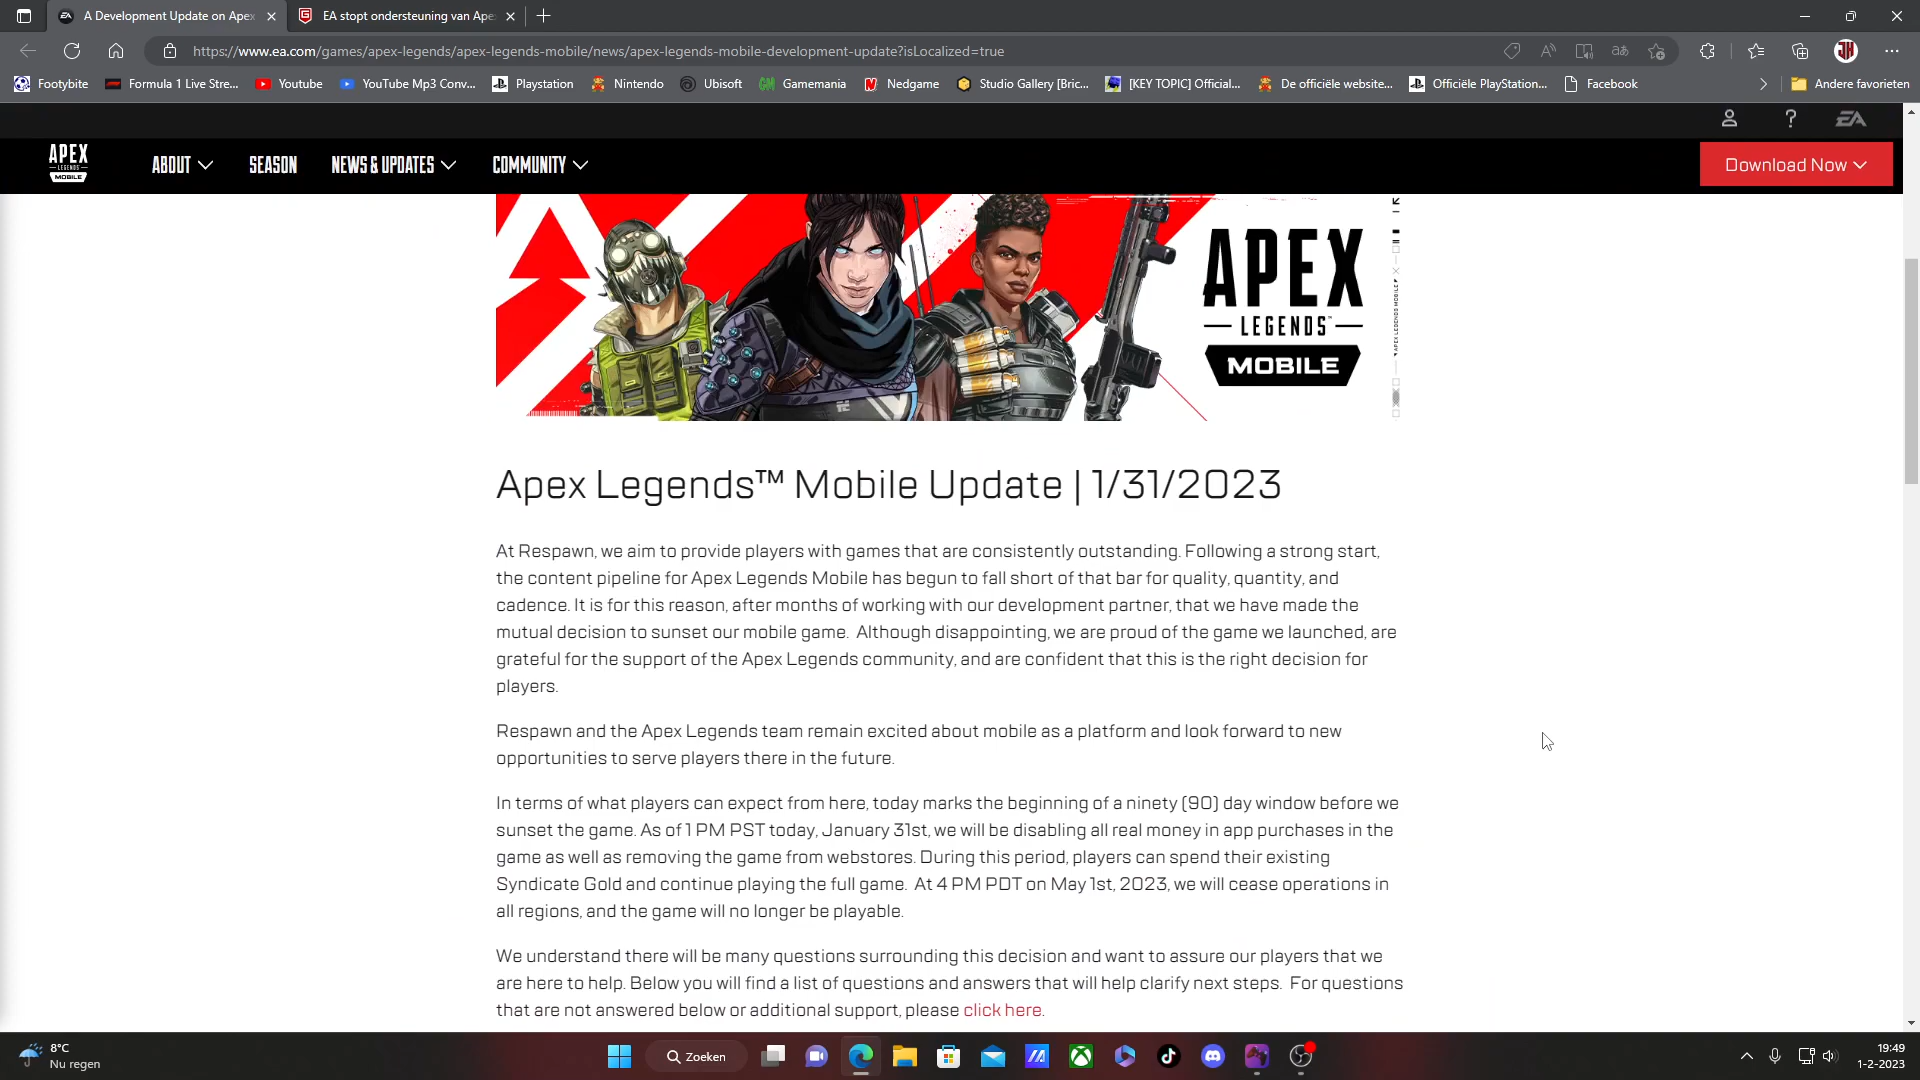 A Development Update on Apex
EA stopt ondersteuning van Ape
https://www.ea.com/games/apex-legends/apex-legends-mobile/news/apex-legends-mobile-development-update?isLocalized=true
Footybite
Formula 1 Live Stre...
Youtube
YouTube Mp3 Conv...
Playstation
Nintendo
Ubisoft
Gamemania
Nedgame
Studio Gallery [Bric...
[KEY TOPIC] Official...
De officiële website...
Officiële PlayStation...
Facebook
Andere favorieten
EA
APEX
LEGENDS
MOBILE
ABOUT
SEASON
NEWS & UPDATES
COMMUNITY
Download Now
APEX
LEGENDS™
MOBILE
Apex Legends™ Mobile Update | 1/31/2023
At Respawn, we aim to provide players with games that are consistently outstanding. Following a strong start,
the content pipeline for Apex Legends Mobile has begun to fall short of that bar for quality, quantity, and
cadence. It is for this reason, after months of working with our development partner, that we have made the
mutual decision to sunset our mobile game.  Although disappointing, we are proud of the game we launched, are
grateful for the support of the Apex Legends community, and are confident that this is the right decision for
players.
Respawn and the Apex Legends team remain excited about mobile as a platform and look forward to new
opportunities to serve players there in the future.
In terms of what players can expect from here, today marks the beginning of a ninety (90) day window before we
sunset the game. As of 1 PM PST today, January 31st, we will be disabling all real money in app purchases in the
game as well as removing the game from webstores. During this period, players can spend their existing
Syndicate Gold and continue playing the full game.  At 4 PM PDT on May 1st, 2023, we will cease operations in
all regions, and the game will no longer be playable.
We understand there will be many questions surrounding this decision and want to assure our players that we
are here to help. Below you will find a list of questions and answers that will help clarify next steps.  For questions
that are not answered below or additional support, please click here.
8°C
Nu regen
Zoeken
19:49
1-2-2023